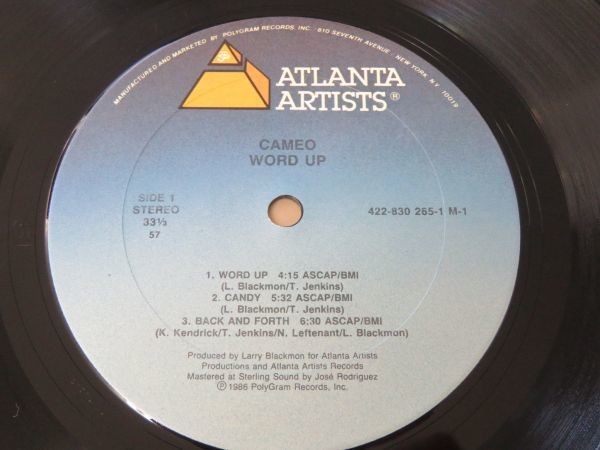 MANUFACTURED AND MARKETED BY POLYGRAM RECORDS, INC. 810 SEVENTH AVENUE, NEW YORK, N.Y. 10019
ATLANTA
ARTISTS®
CAMEO
WORD UP
SIDE 1
STEREO
33⅓
57
422-830 265-1 M-1
1. WORD UP 4:15 ASCAP/BMI
(L. Blackmon/T. Jenkins)
2. CANDY 5:32 ASCAP/BMI
(L. Blackmon/T. Jenkins)
3. BACK AND FORTH 6:30 ASCAP/BMI
(K. Kendrick/T. Jenkins/N. Leftenant/L. Blackmon)
Produced by Larry Blackmon for Atlanta Artists
Productions and Atlanta Artists Records
Mastered at Sterling Sound by José Rodriguez
℗1986 PolyGram Records, Inc.